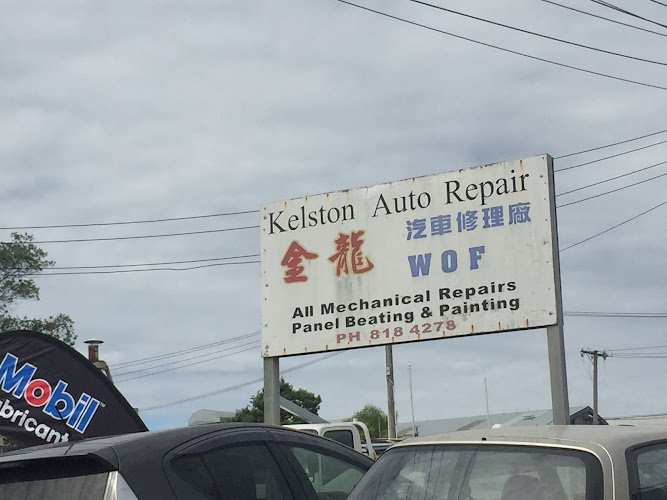 Kelston Auto Repair
金龍 汽車修理廠
WOF
All Mechanical Repairs
Panel Beating & Painting
PH 818 4278
Mobil